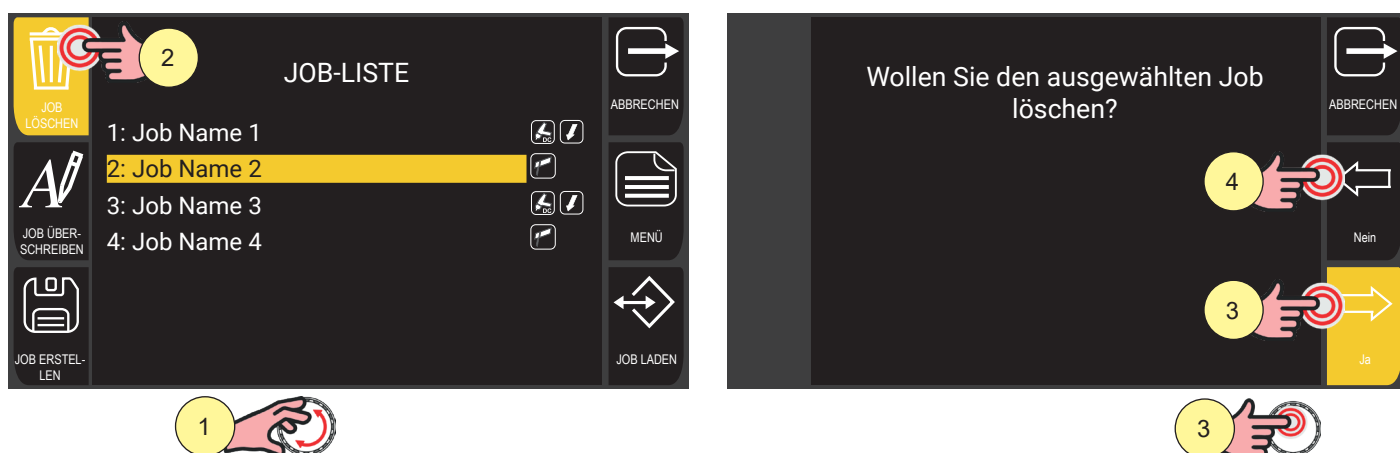 2
JOB-LISTE
JOB
LÖSCHEN
ABBRECHEN
1: Job Name 1
DC
2: Job Name 2
3: Job Name 3
DC
4: Job Name 4
JOB ÜBER-
SCHREIBEN
MENÜ
JOB ERSTEL-
LEN
JOB LADEN
1
Wollen Sie den ausgewählten Job
löschen?
ABBRECHEN
4
Nein
3
Ja
3